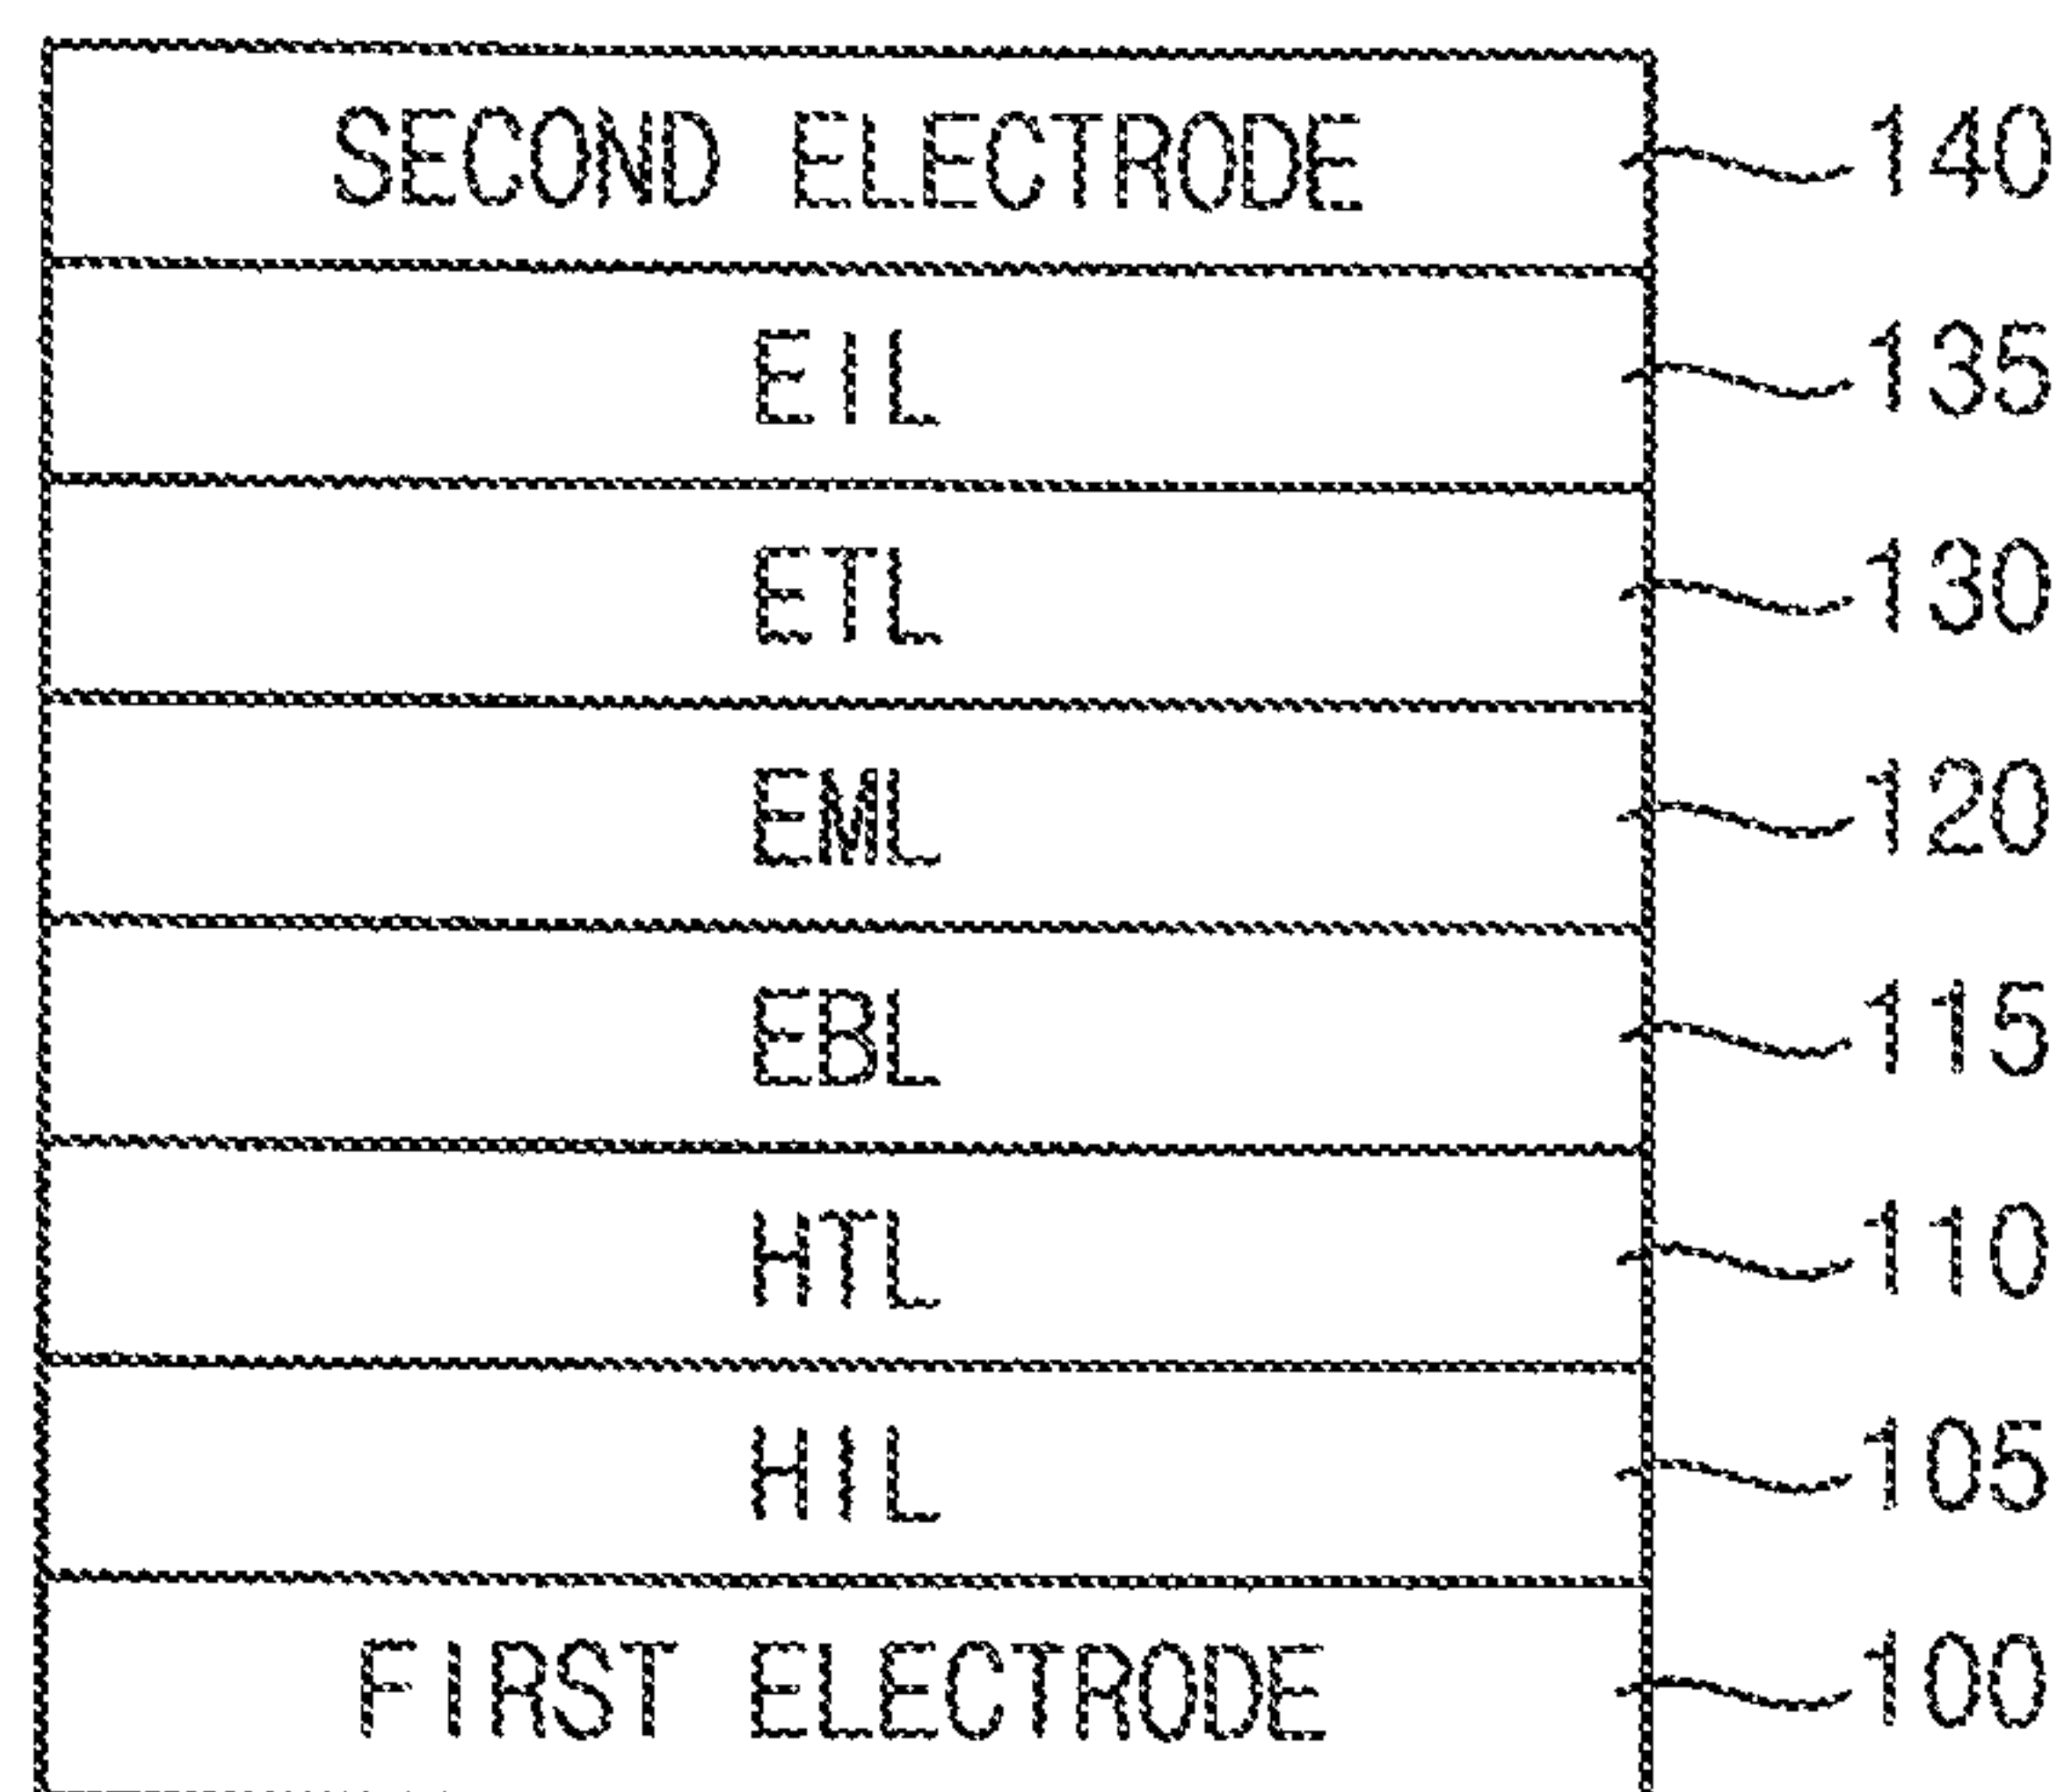 SECOND ELECTRODE 140
EIL 135
ETL 130
EML 120
EBL 115
HTL 110
HIL 105
FIRST ELECTRODE 100